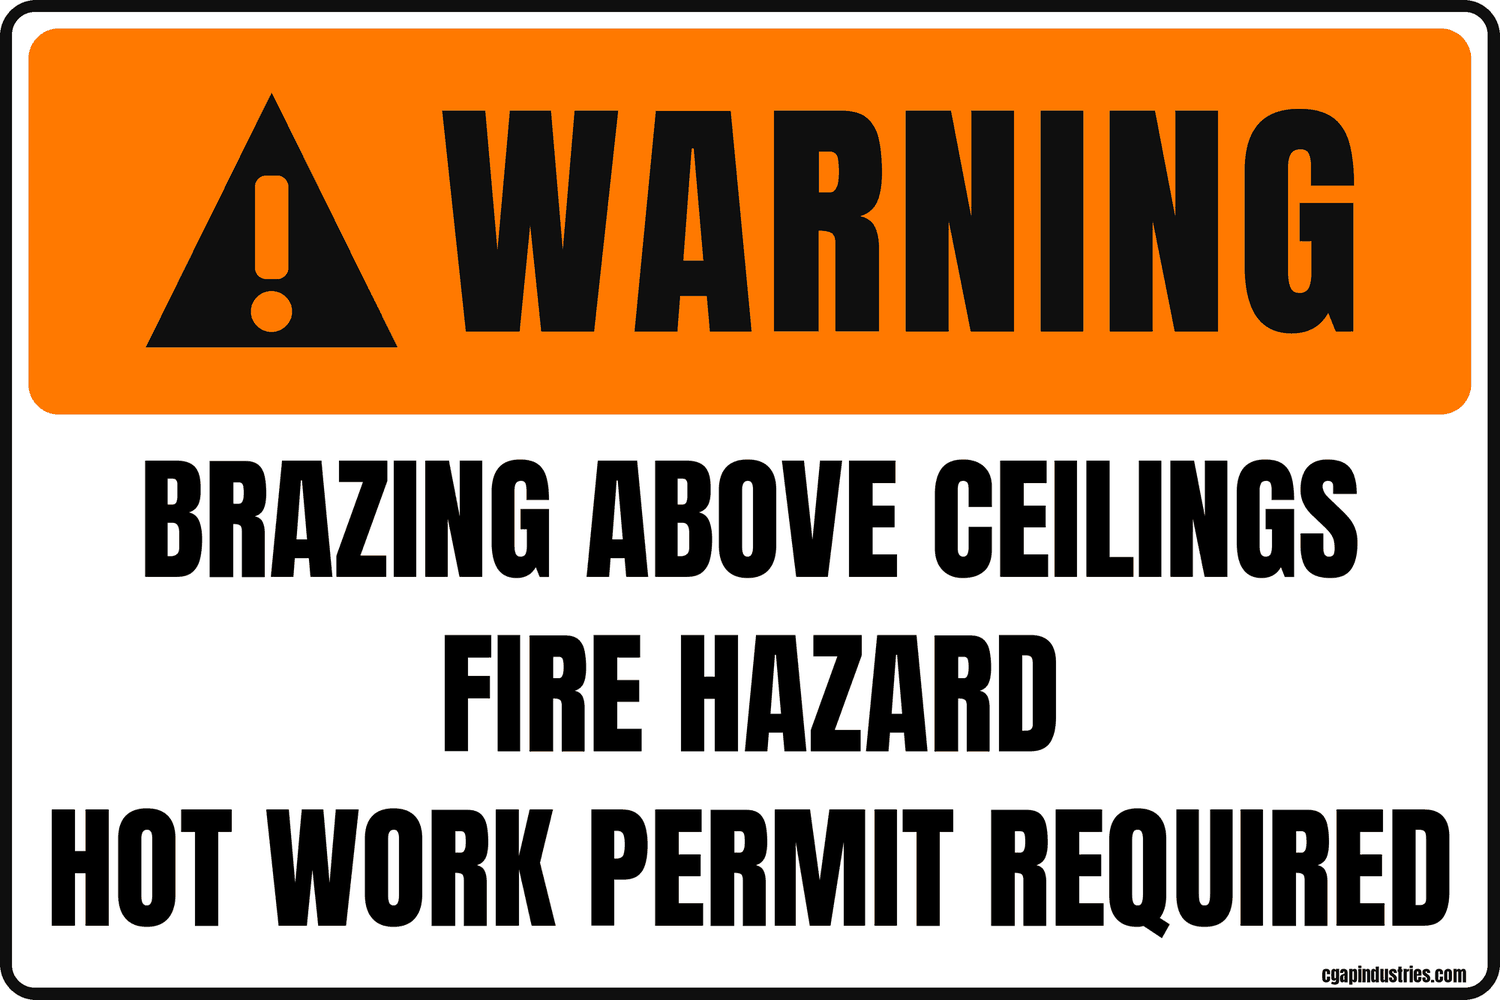 WARNING
BRAZING ABOVE CEILINGS
FIRE HAZARD
HOT WORK PERMIT REQUIRED
cgapindustries.com